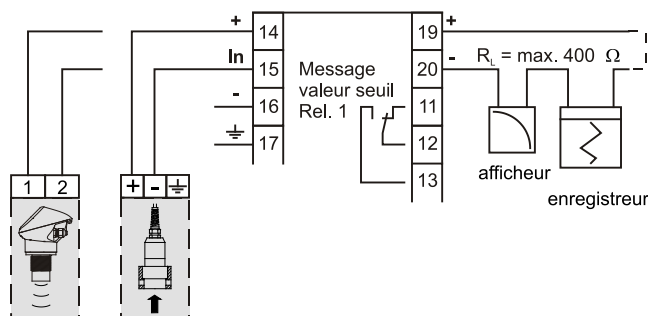 + 14
In 15
- 16
17
Message
valeur seuil
Rel. 1
19 +
20 -
11
12
13
R_L = max. 400 Ω
I
afficheur
enregistreur
1 2
+ -